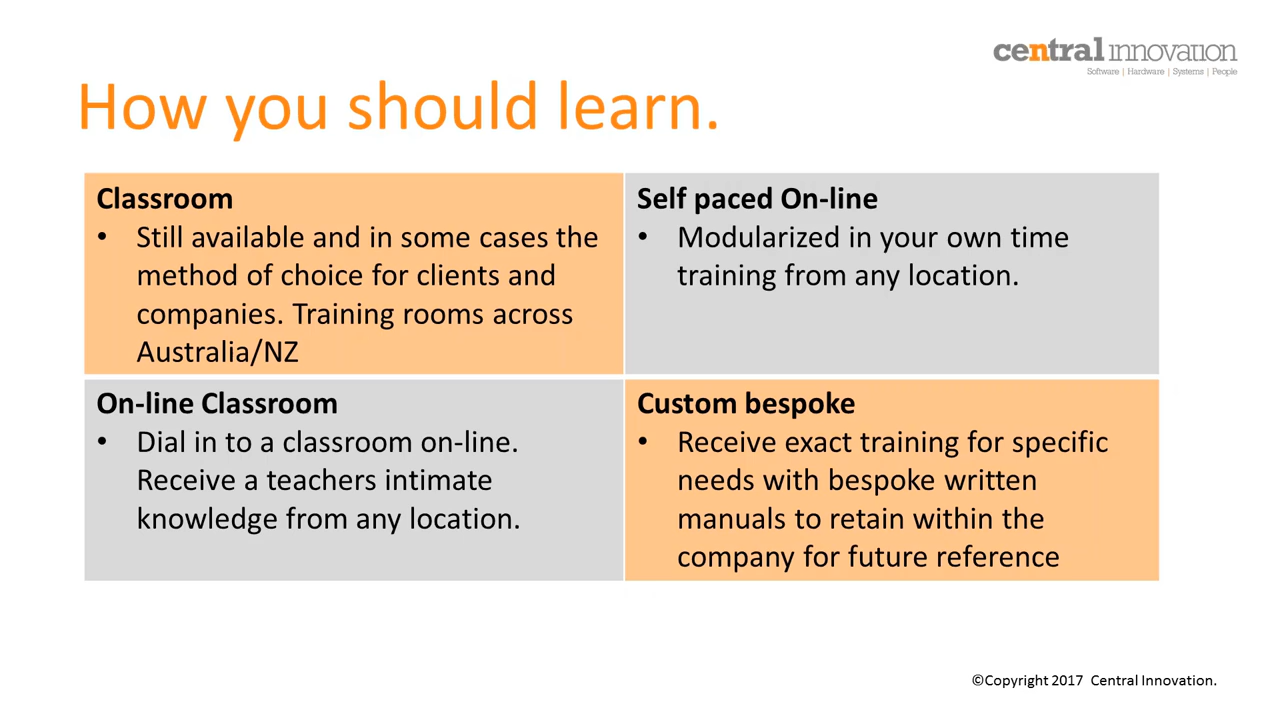 central innovation
Software | Hardware | Systems | People
How you should learn.
Classroom
• Still available and in some cases the
method of choice for clients and
companies. Training rooms across
Australia/NZ
Self paced On-line
• Modularized in your own time
training from any location.
On-line Classroom
• Dial in to a classroom on-line.
Receive a teachers intimate
knowledge from any location.
Custom bespoke
• Receive exact training for specific
needs with bespoke written
manuals to retain within the
company for future reference
©Copyright 2017 Central Innovation.